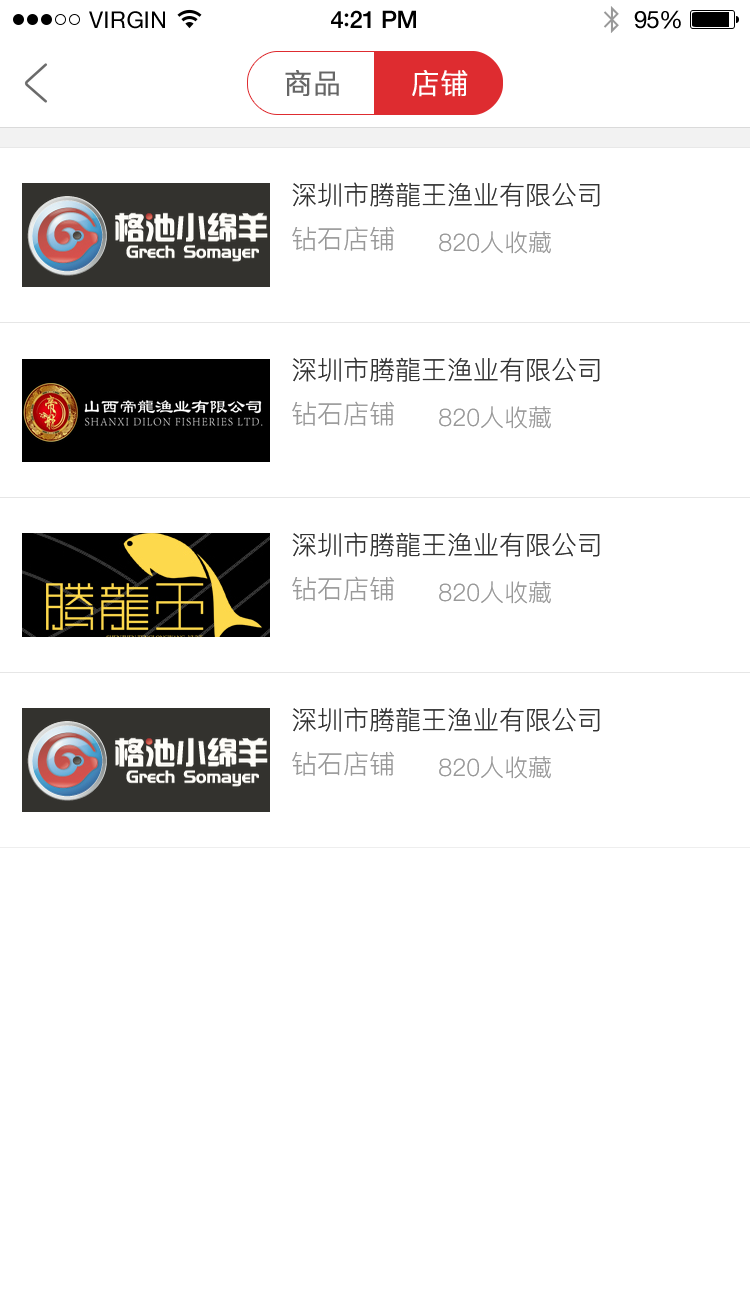 VIRGIN 4:21 PM 95%
商品 店铺
格池小绵羊
Grech Somayer
深圳市腾龍王渔业有限公司
钻石店铺 820人收藏
帝龍
山西帝龍渔业有限公司
SHANXI DILON FISHERIES LTD.
深圳市腾龍王渔业有限公司
钻石店铺 820人收藏
腾龍王
深圳市腾龍王渔业有限公司
钻石店铺 820人收藏
格池小绵羊
Grech Somayer
深圳市腾龍王渔业有限公司
钻石店铺 820人收藏